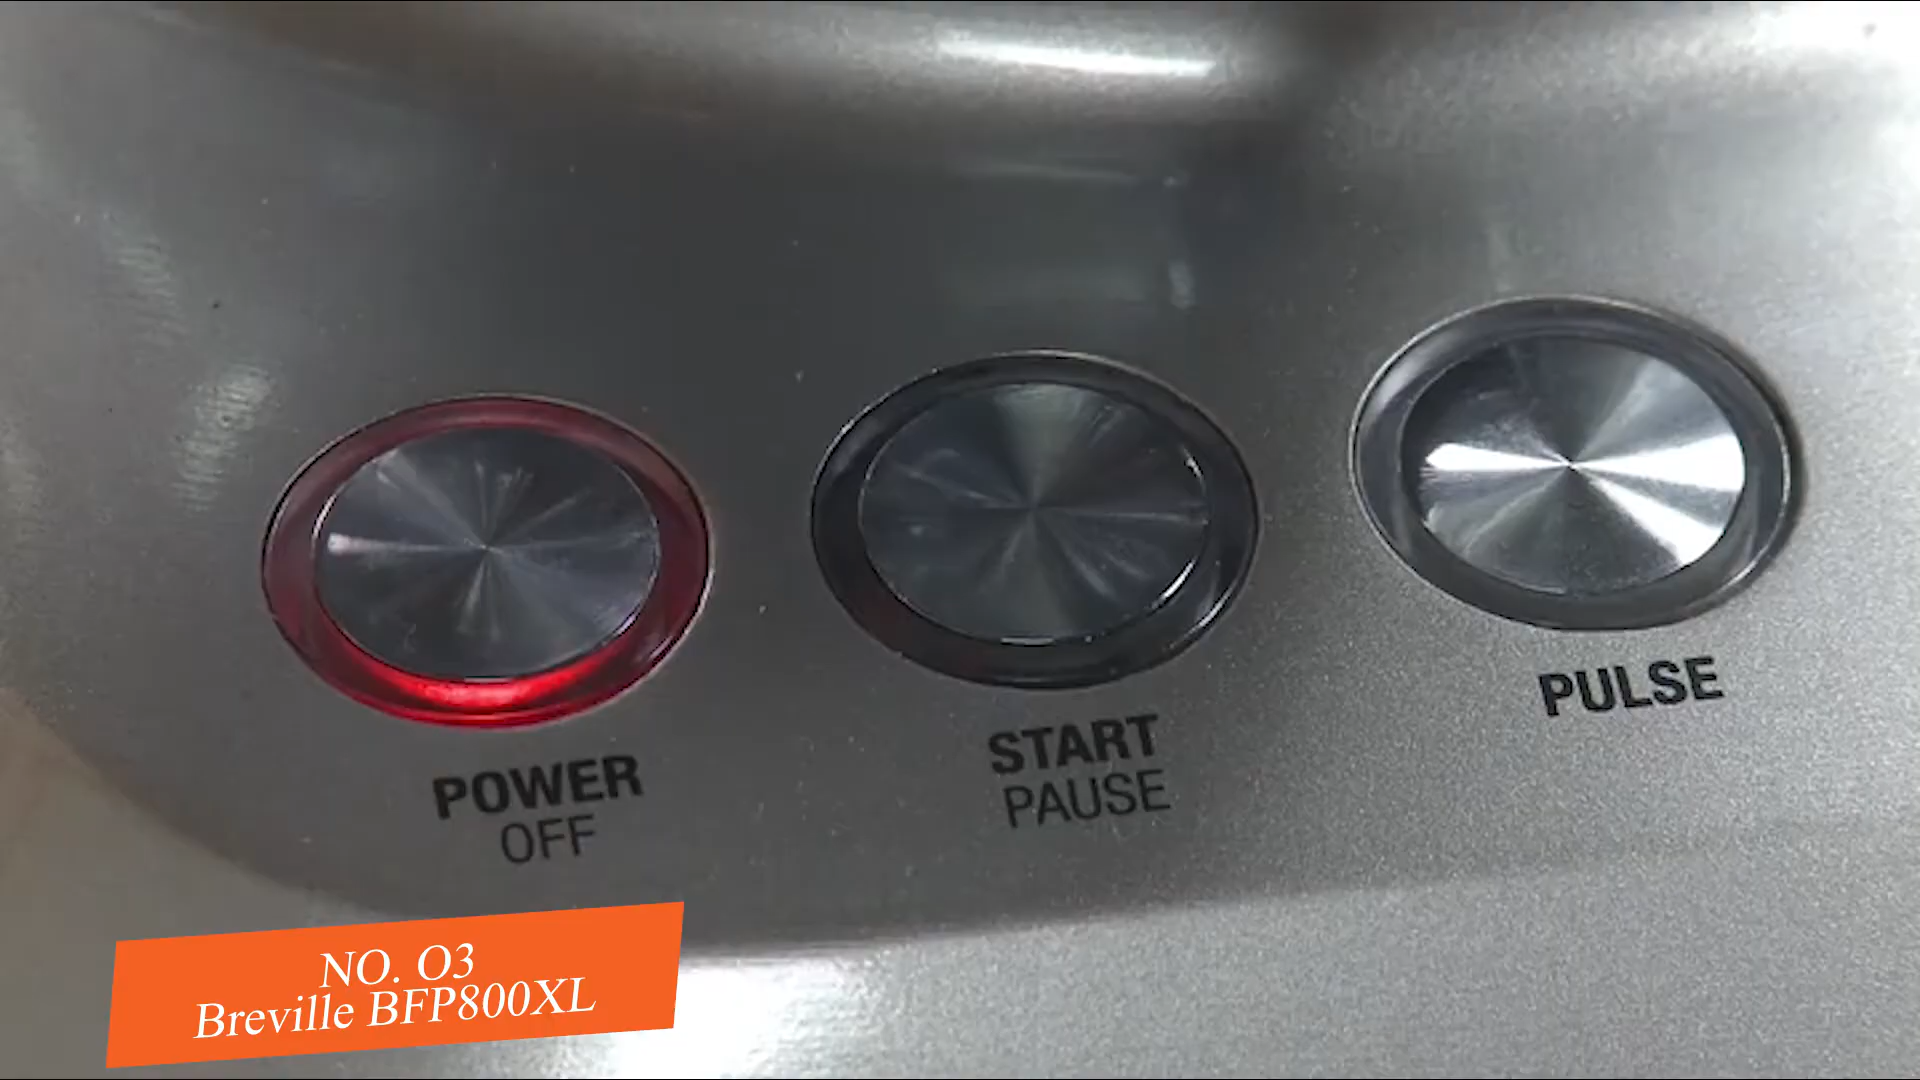 PULSE
START
PAUSE
POWER
OFF
NO. O3
Breville BFP800XL